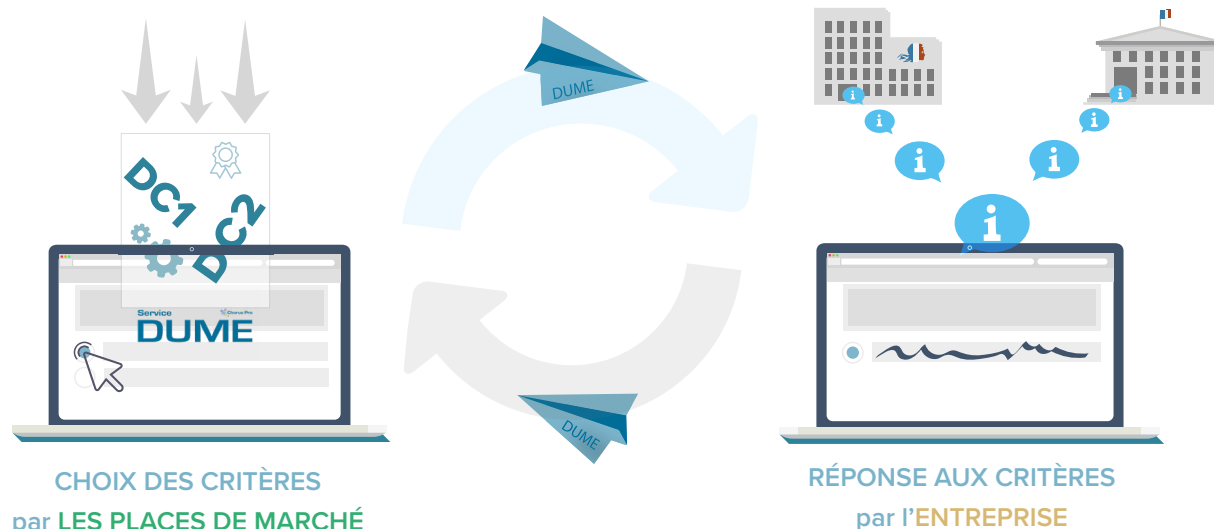 DUME
DC1
DC2
Service
Chorus Pro
DUME
DUME
CHOIX DES CRITÈRES
par LES PLACES DE MARCHÉ
RÉPONSE AUX CRITÈRES
par l'ENTREPRISE